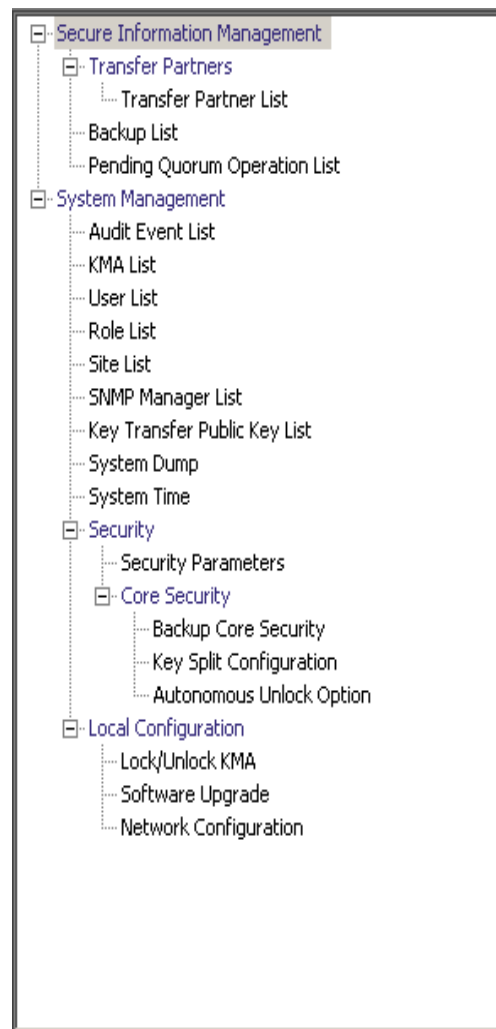 Secure Information Management
Transfer Partners
Transfer Partner List
Backup List
Pending Quorum Operation List
System Management
Audit Event List
KMA List
User List
Role List
Site List
SNMP Manager List
Key Transfer Public Key List
System Dump
System Time
Security
Security Parameters
Core Security
Backup Core Security
Key Split Configuration
Autonomous Unlock Option
Local Configuration
Lock/Unlock KMA
Software Upgrade
Network Configuration